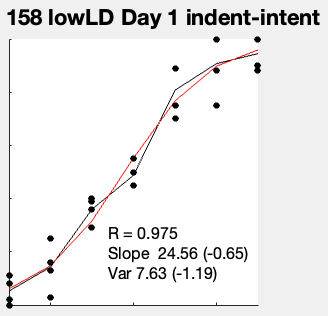 158 lowLD Day 1 indent-intent
R = 0.975
Slope 24.56 (-0.65)
Var 7.63 (-1.19)